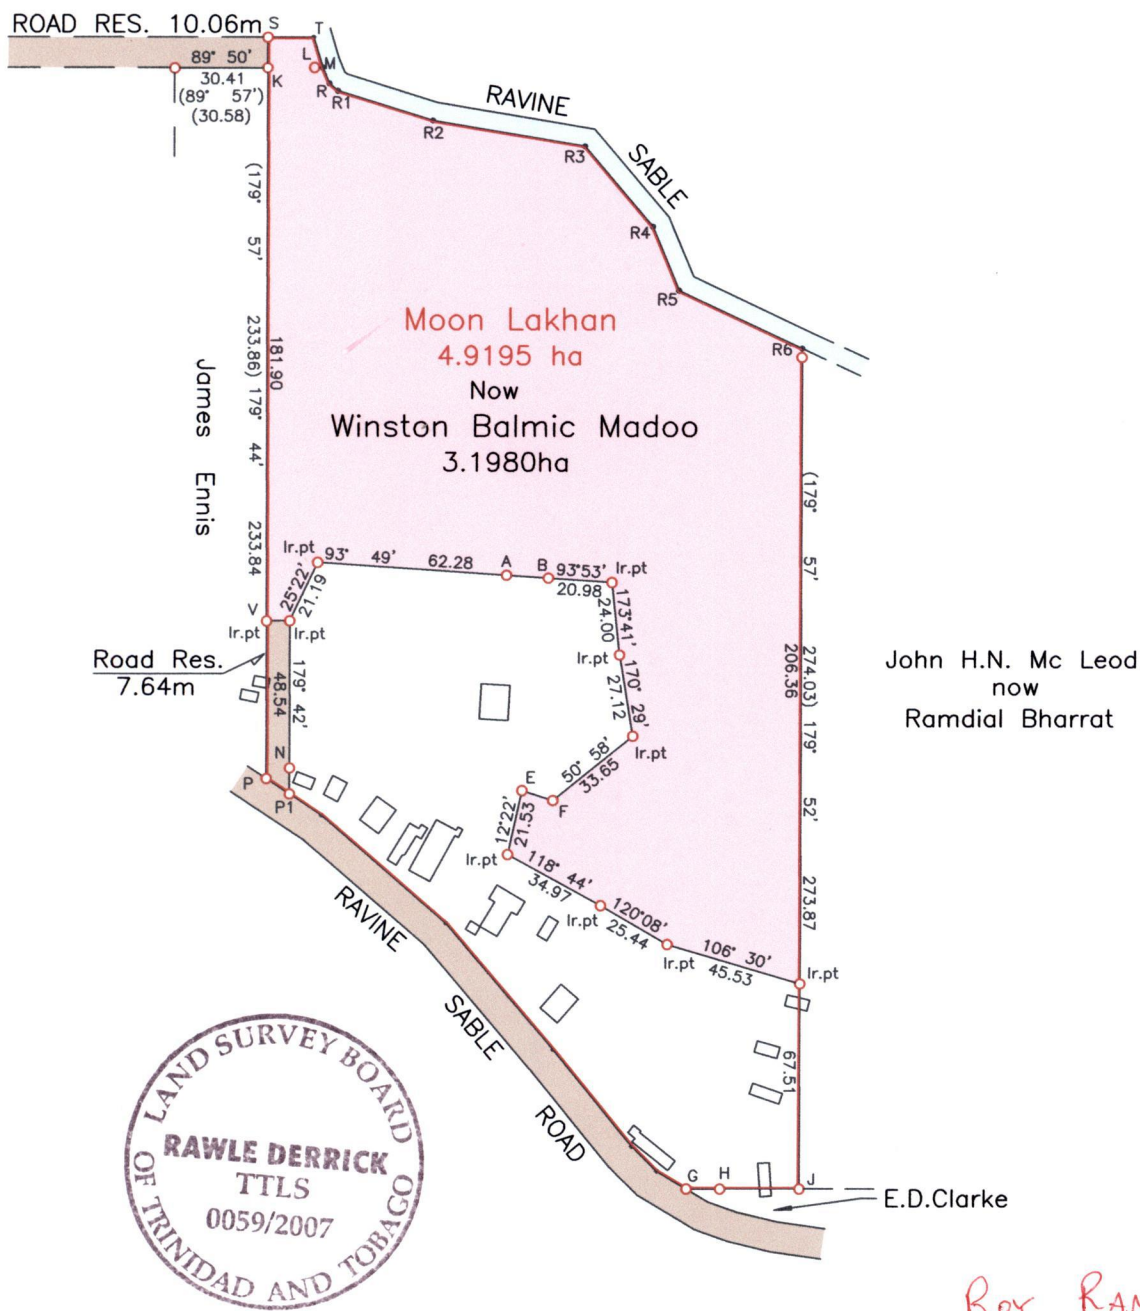 ROAD RES. 10.06m
S
T
89° 50'
30.41
(89° 57')
(30.58)
K
L
M
R
R1
RAVINE
R2
R3
SABLE
R4
R5
R6
(179° 57' 233.86) 179° 44' 233.84
181.90
James Ennis
Moon Lakhan
4.9195 ha
Now
Winston Balmic Madoo
3.1980ha
(179° 57' 274.03) 179° 52' 273.87
206.36
John H.N. Mc Leod
now
Ramdial Bharrat
Ir.pt
93° 49' 62.28
A
B
93°53'
20.98
Ir.pt
25°22'
21.19
173°41'
24.00
V
Ir.pt
Ir.pt
Ir.pt
170° 29'
27.12
Road Res.
7.64m
48.54
179° 42'
Ir.pt
50° 58'
33.65
N
E
F
P
P1
12°22'
21.53
Ir.pt
118° 44'
34.97
Ir.pt
120°08'
25.44
Ir.pt
106° 30'
45.53
Ir.pt
67.51
RAVINE
SABLE
ROAD
G
H
J
E.D.Clarke
LAND SURVEY BOARD
RAWLE DERRICK
TTLS
0059/2007
OF TRINIDAD AND TOBAGO